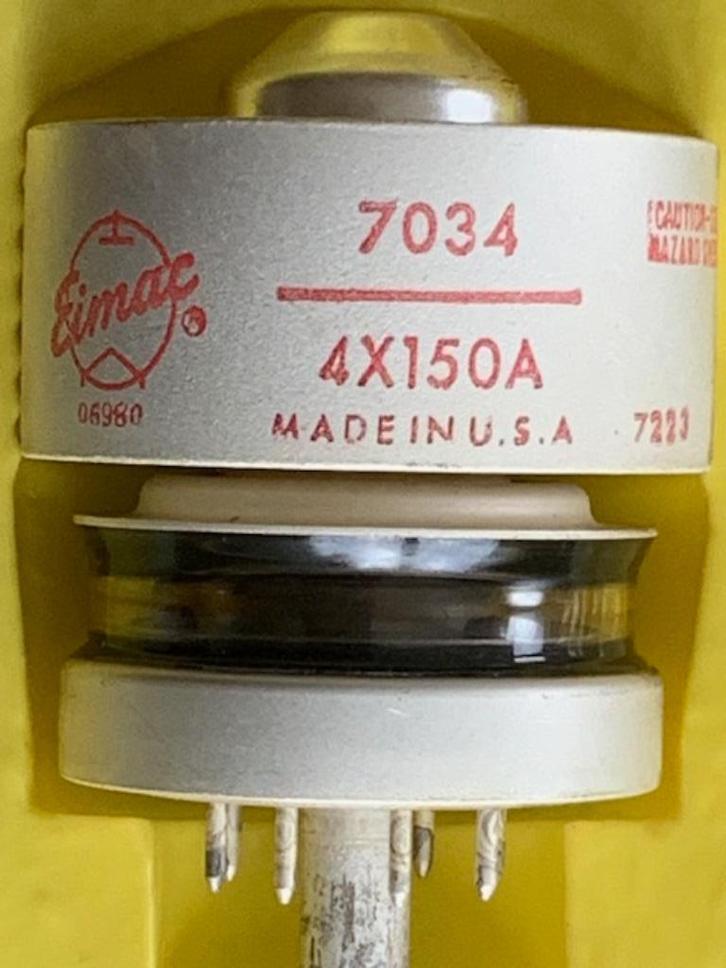 7034
CAUTION
Eimac ®
4X150A
06980
MADE IN U.S.A
7223